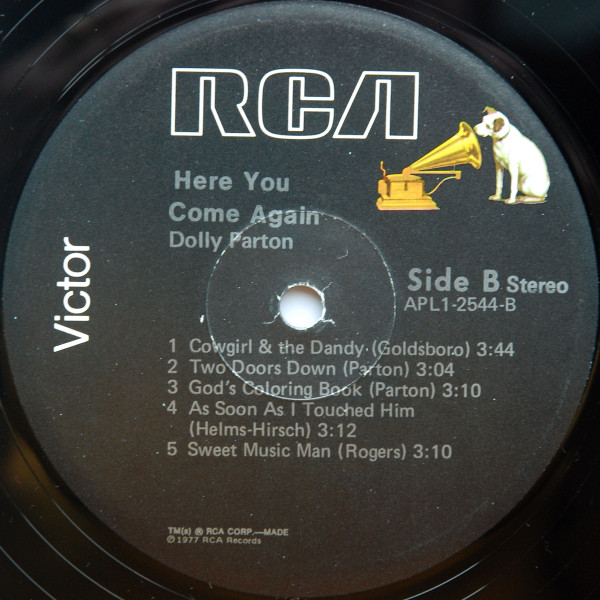 RCA
Here You
Come Again
Dolly Parton
Victor
Side B Stereo
APL1-2544-B
1 Cowgirl & the Dandy (Goldsboro) 3:44
2 Two Doors Down (Parton) 3:04
3 God's Coloring Book (Parton) 3:10
4 As Soon As I Touched Him
(Helms-Hirsch) 3:12
5 Sweet Music Man (Rogers) 3:10
TM(s) ® RCA CORP.—MADE
℗1977 RCA Records